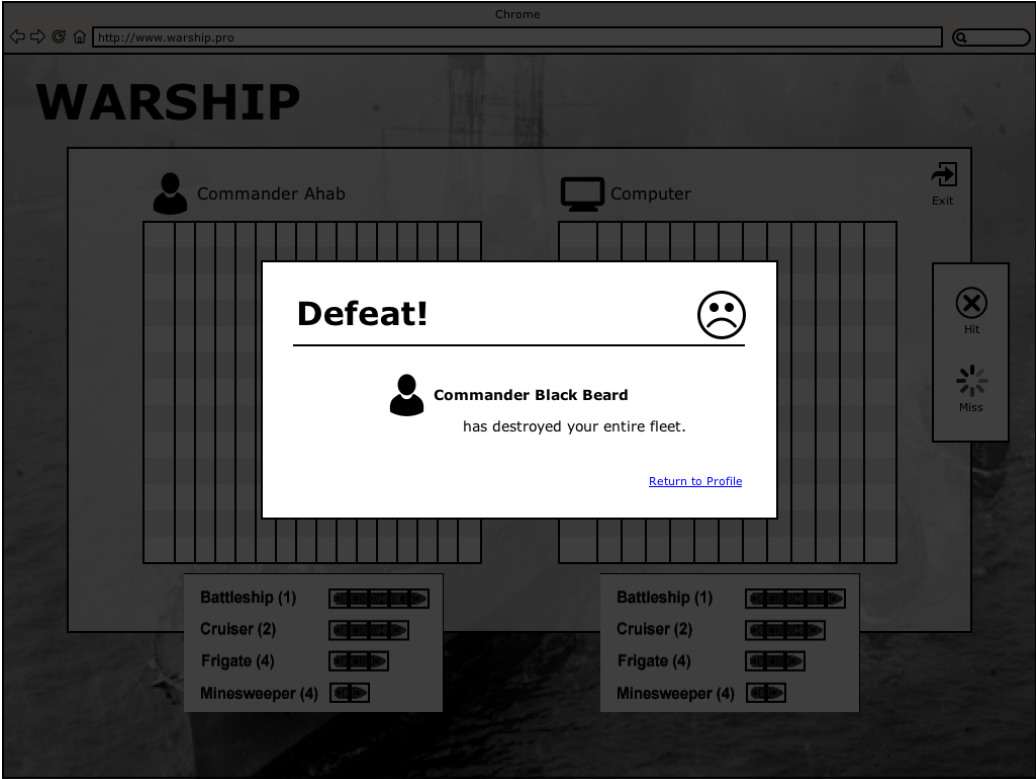 Chrome
http://www.warship.pro
WARSHIP
Commander Ahab
Computer
Exit
Defeat!
Hit
Commander Black Beard
has destroyed your entire fleet.
Miss
Return to Profile
Battleship (1)
Cruiser (2)
Frigate (4)
Minesweeper (4)
Battleship (1)
Cruiser (2)
Frigate (4)
Minesweeper (4)